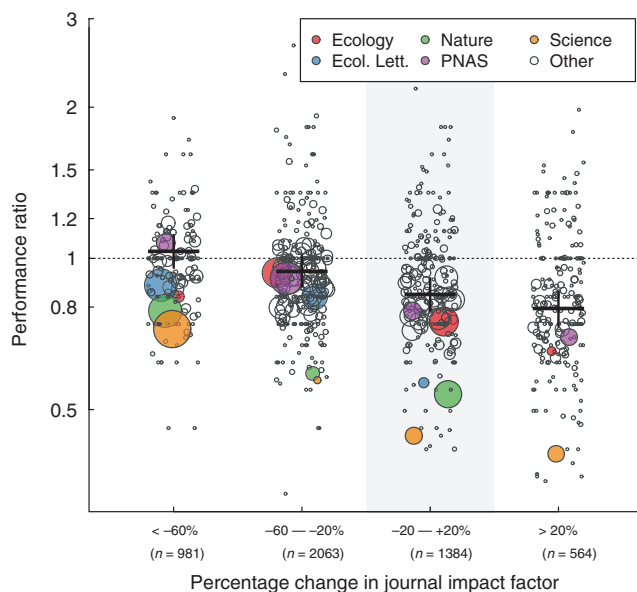 3
Ecology Nature Science
Ecol. Lett. PNAS Other
2
1.5
1.2
1
0.8
0.5
Performance ratio
< –60% –60 — –20% –20 — +20% > 20%
(n = 981) (n = 2063) (n = 1384) (n = 564)
Percentage change in journal impact factor